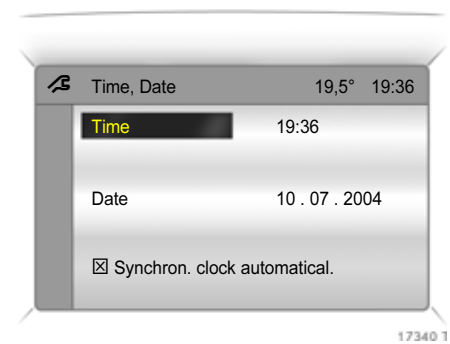 Time, Date 19,5° 19:36
Time 19:36
Date 10 . 07 . 2004
☒ Synchron. clock automatical.
17340 T